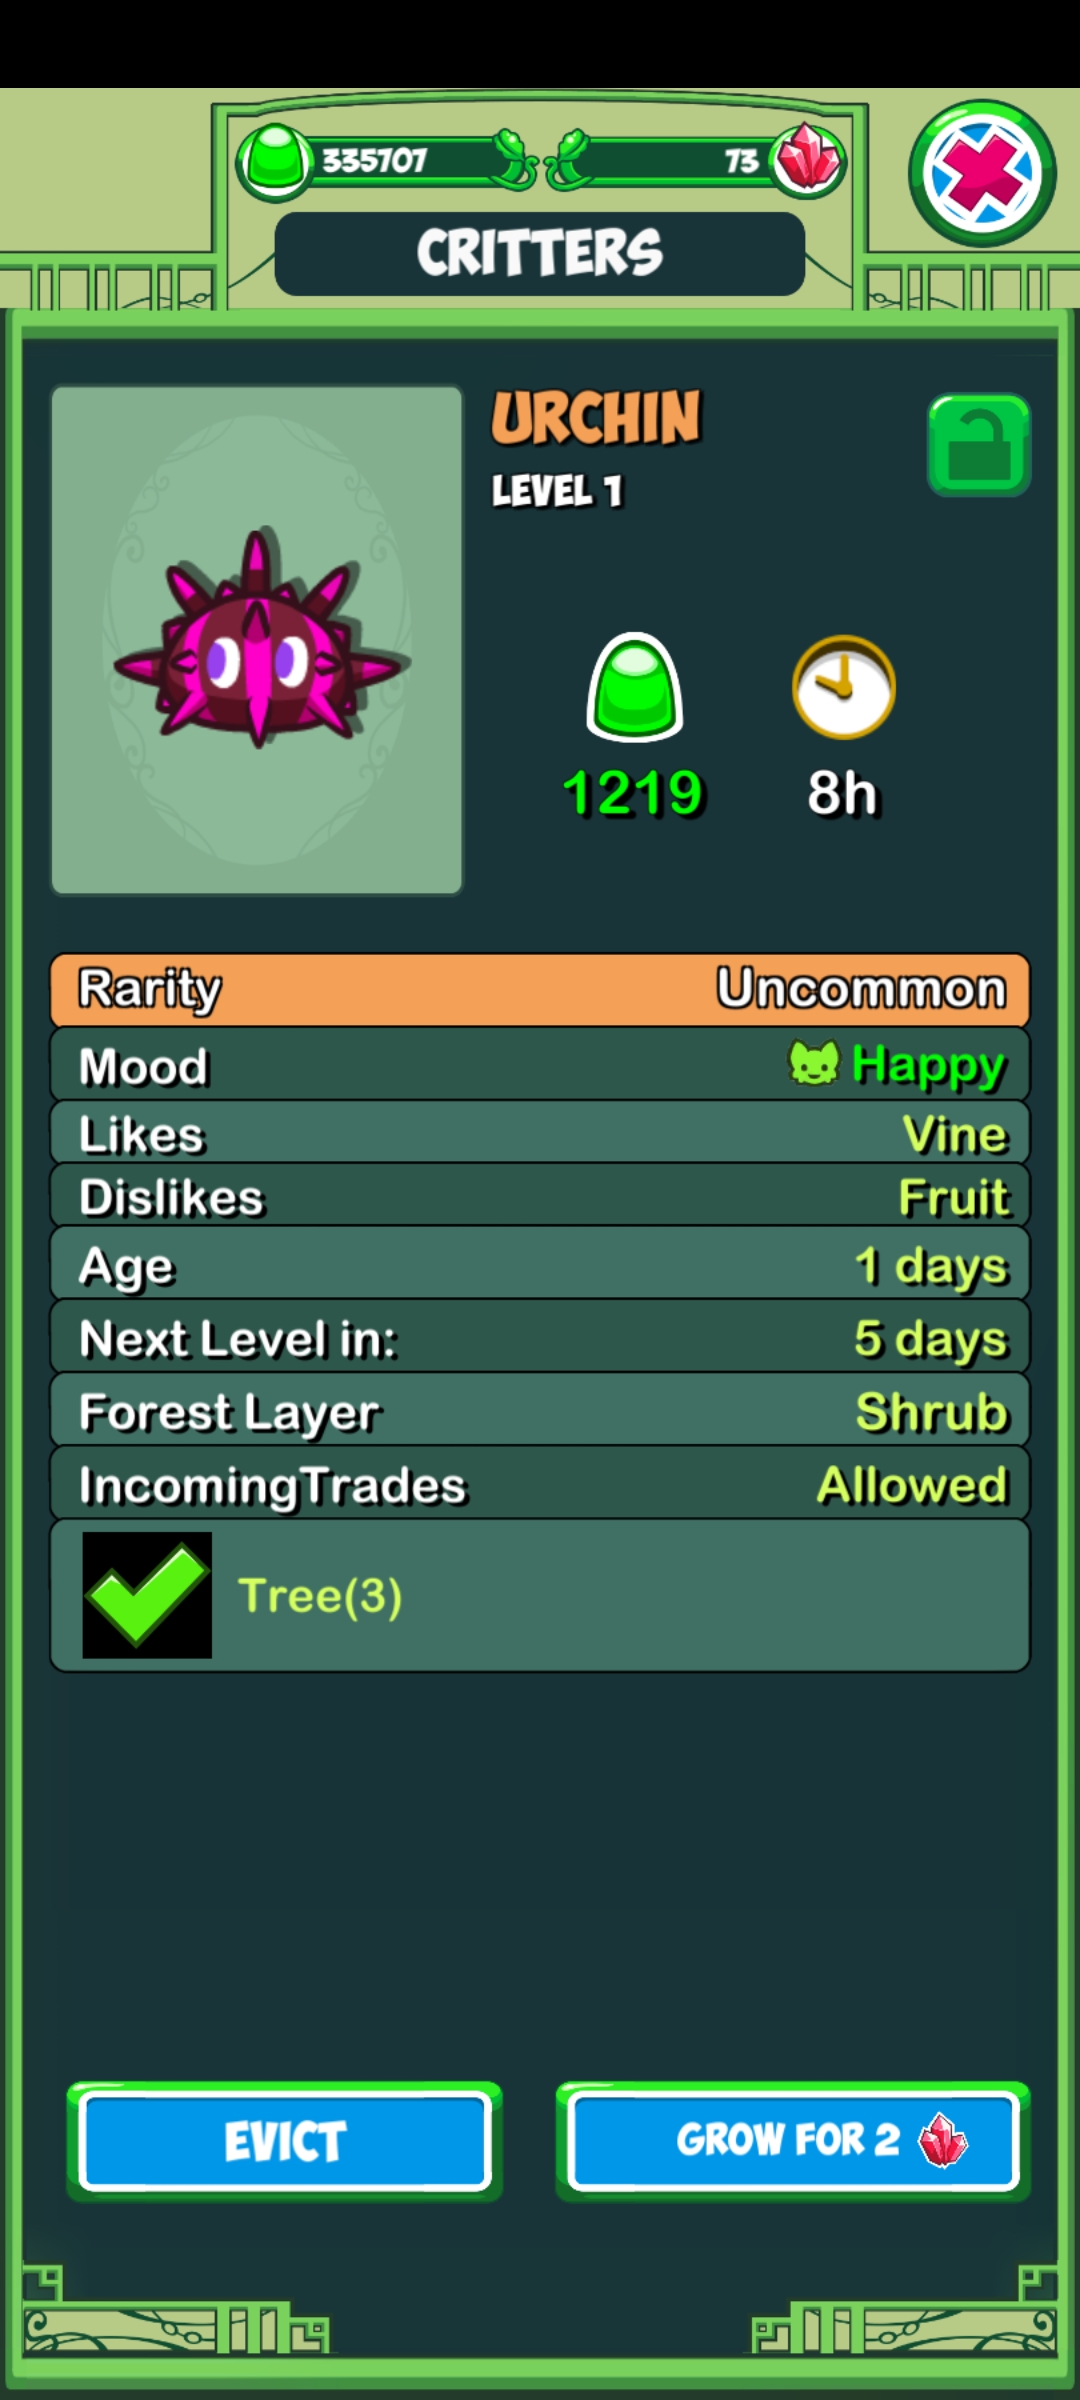 335707 73
CRITTERS
URCHIN
LEVEL 1
1219 8h
Rarity Uncommon
Mood Happy
Likes Vine
Dislikes Fruit
Age 1 days
Next Level in: 5 days
Forest Layer Shrub
IncomingTrades Allowed
Tree(3)
EVICT GROW FOR 2